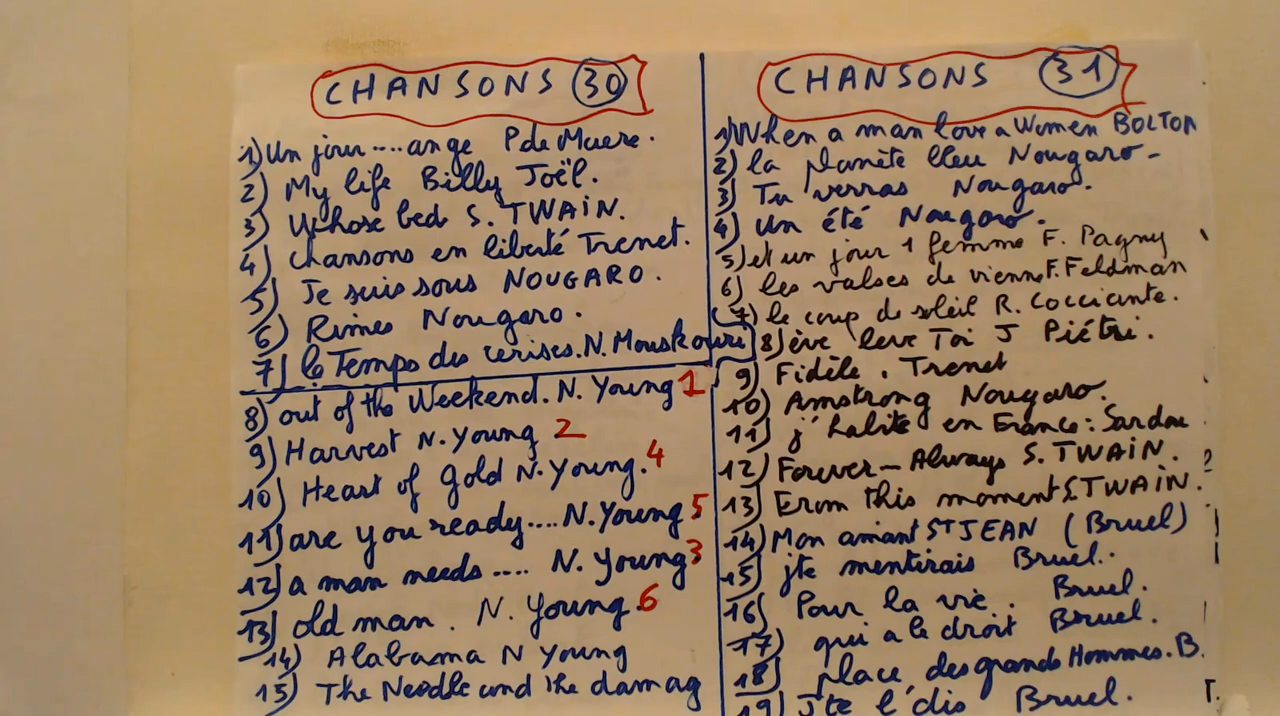 CHANSONS 30
1) Un jour....ange P de Maere.
2) My life Billy Joël.
3) Whose bed S. TWAIN.
4) chansons en liberté Trenet.
5) Je suis sous NOUGARO.
6) Rimes Nougaro.
7) le Temps des cerises. N. Mouskouri
8) out of the Weekend. N. Young 1
9) Harvest N. Young 2
10) Heart of Gold N. Young. 4
11) are you ready.... N. Young 5
12) a man needs .... N. Young 3
13) old man. N. Young. 6
14) Alabama N Young
15) The Needle and the damag
CHANSONS 31
1) When a man love a Women BOLTON
2) la planète bleu Nougaro-
3) Tu verras Nougaro.
4) Un été Nougaro.
5) et un jour 1 femme F. Pagny
6) les valses de vienne F. Feldman
7) le coup de soleil R. Cocciante.
8) ève lève Toi J Piétri.
9) Fidèle. Trenet
10) Amstrong Nougaro.
11) j'habite en France: Sardou
12) Forever-Always S. TWAIN.
13) From this moment S.TWAIN.
14) Mon amant ST JEAN (Bruel)
15) jte mentirais Bruel.
16) Pour la vie.. Bruel.
17) qui a le droit Bruel.
18) place des grands Hommes. B.
19) Jte l'dis Bruel.